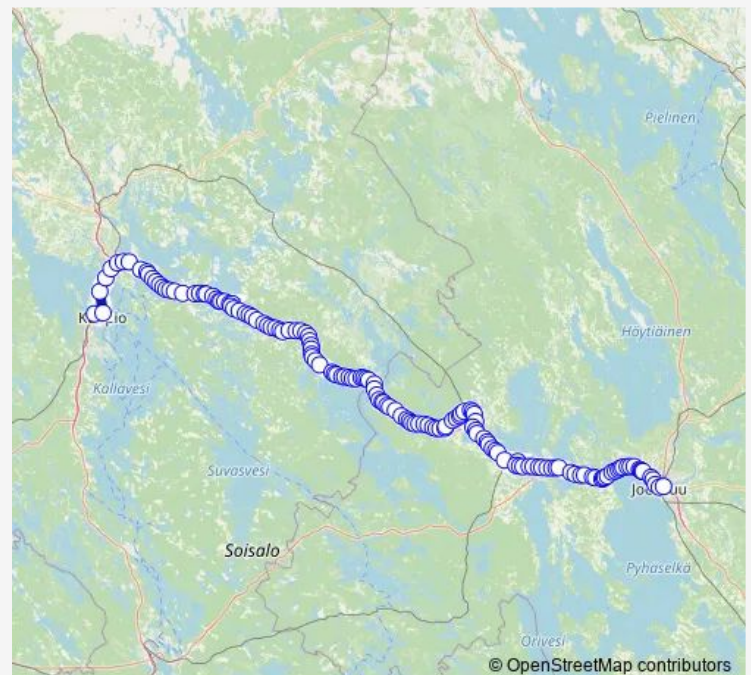 Pielinen
Höytiäinen
Kallavesi
Suvasvesi
Soisalo
Pyhäselkä
Orivesi
© OpenStreetMap contributors